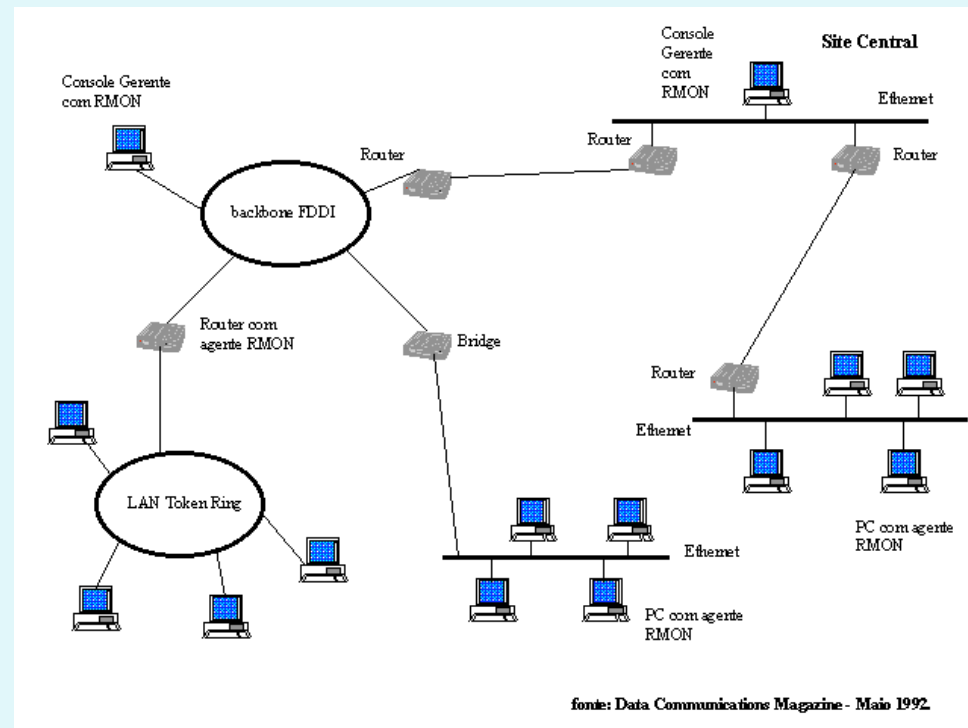 Console
Gerente
com
RMON
Site Central
Console Gerente
com RMON
Ethernet
Router
Router
Router
backbone FDDI
Router com
agente RMON
Bridge
Router
Ethernet
LAN Token Ring
PC com agente
RMON
Ethernet
PC com agente
RMON
fonte: Data Communications Magazine - Maio 1992.